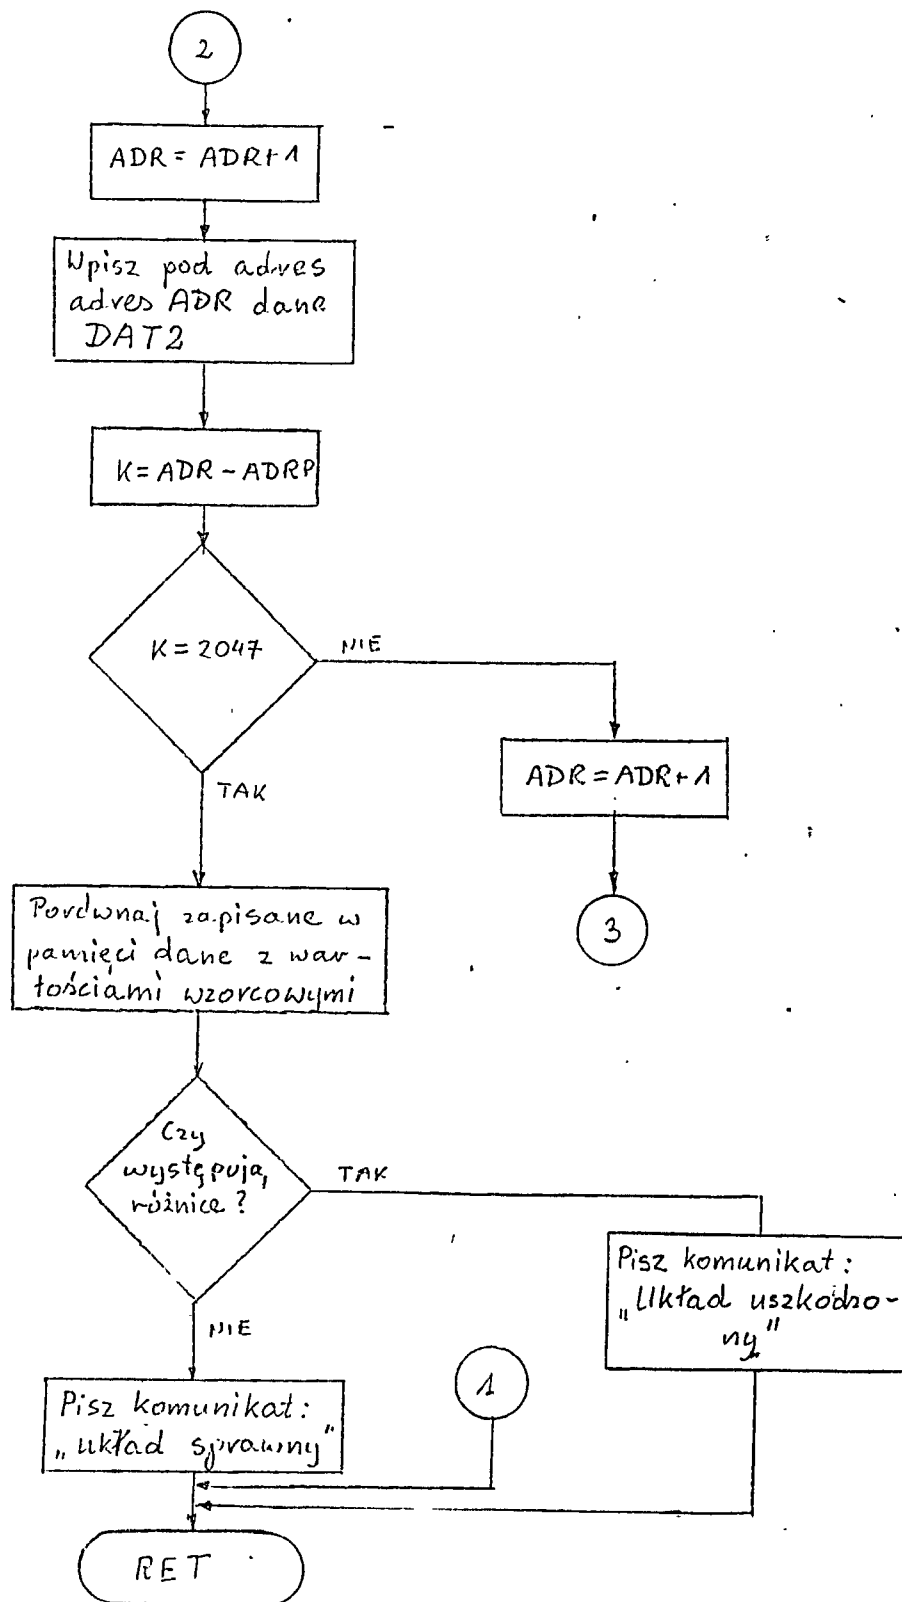 2
ADR = ADR+1
Wpisz pod adres
adres ADR dane
DAT2
K = ADR - ADRP
K = 2047
NIE
TAK
ADR = ADR+1
3
Porównaj zapisane w
pamięci dane z war-
tościami wzorcowymi
Czy
występują
różnice ?
TAK
NIE
Pisz komunikat :
„Układ uszkodzo-
ny"
1
Pisz komunikat :
„układ sprawny"
RET